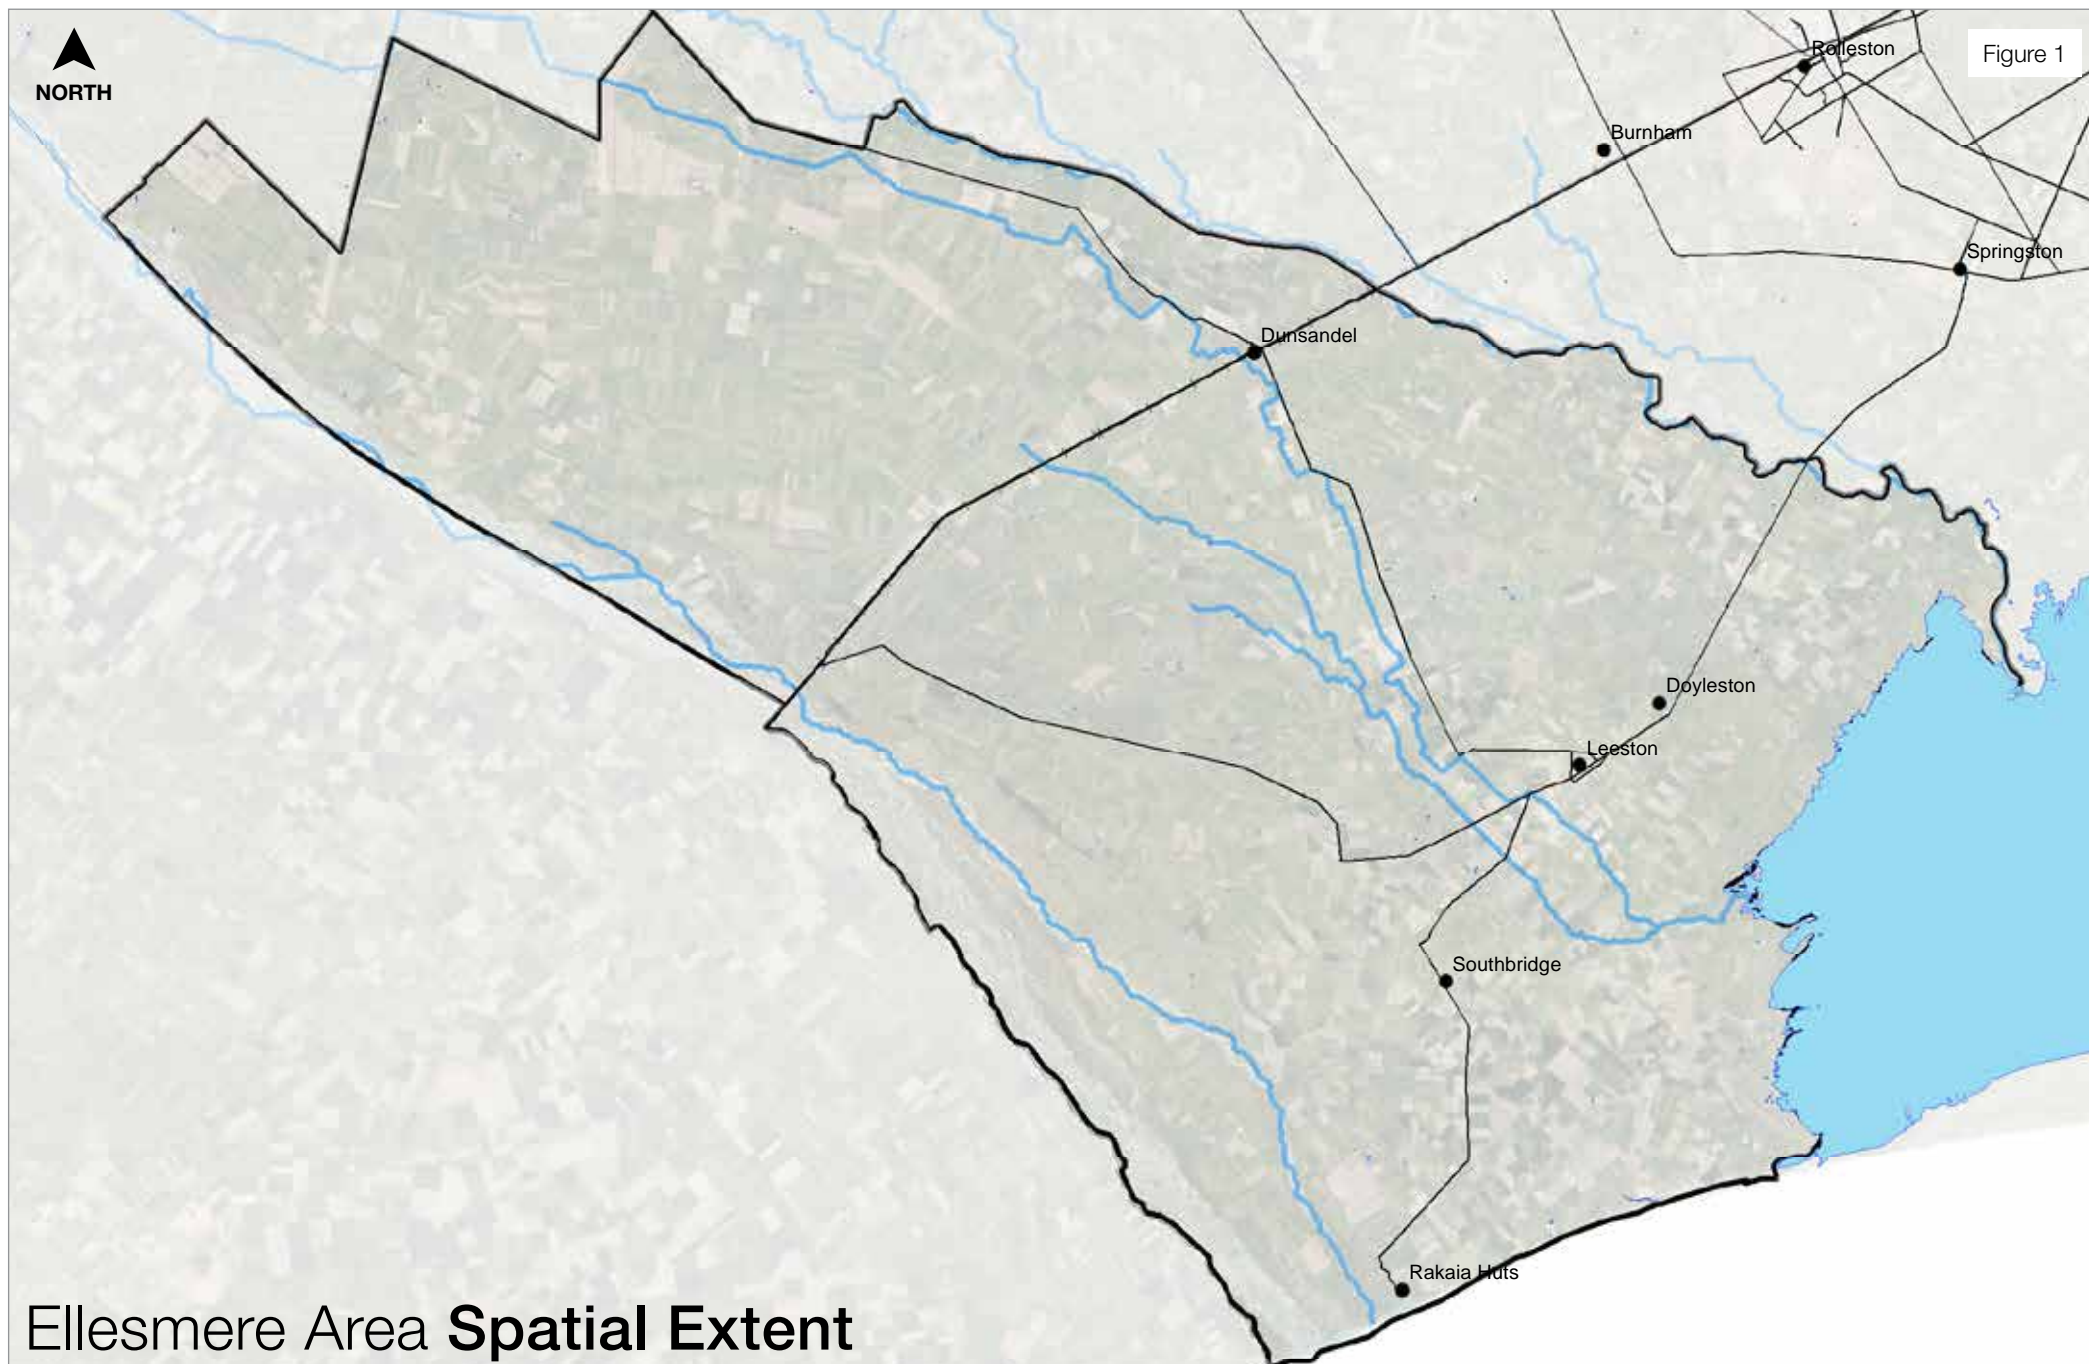 NORTH
Figure 1
Rolleston
Burnham
Springston
Dunsandel
Doyleston
Leeston
Southbridge
Rakaia Huts
Ellesmere Area Spatial Extent